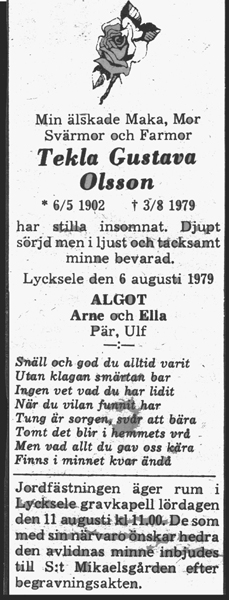 Min älskade Maka, Mor
Svärmor och Farmor
Tekla Gustava
Olsson
* 6/5 1902 † 3/8 1979
har stilla insomnat. Djupt
sörjd men i ljust och tacksamt
minne bevarad.
Lycksele den 6 augusti 1979
ALGOT
Arne och Ella
Pär, Ulf
—:—
Snäll och god du alltid varit
Utan klagan smärtan bar
Ingen vet vad du har lidit
När du vilan funnit har
Tung är sorgen, svår att bära
Tomt det blir i hemmets vrå
Men vad allt du gav oss kära
Finns i minnet kvar ändå
Jordfästningen äger rum i
Lycksele gravkapell lördagen
den 11 augusti kl 11.00. De som
med sin närvaro önskar hedra
den avlidnas minne inbjudes
till S:t Mikaelsgården efter
begravningsakten.